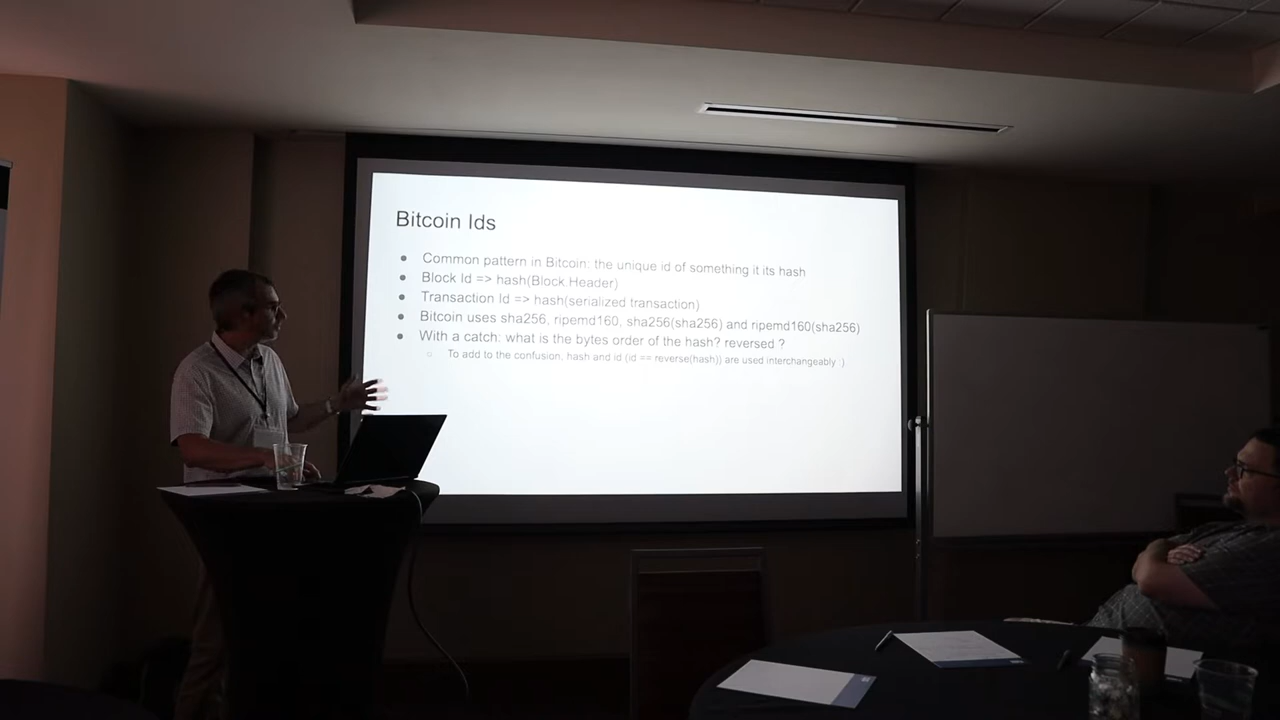 Bitcoin Ids
Common pattern in Bitcoin: the unique id of something it its hash
Block Id => hash(Block.Header)
Transaction Id => hash(serialized transaction)
Bitcoin uses sha256, ripemd160, sha256(sha256) and ripemd160(sha256)
With a catch: what is the bytes order of the hash? reversed ?
To add to the confusion, hash and id (id == reverse(hash)) are used interchangeably :)